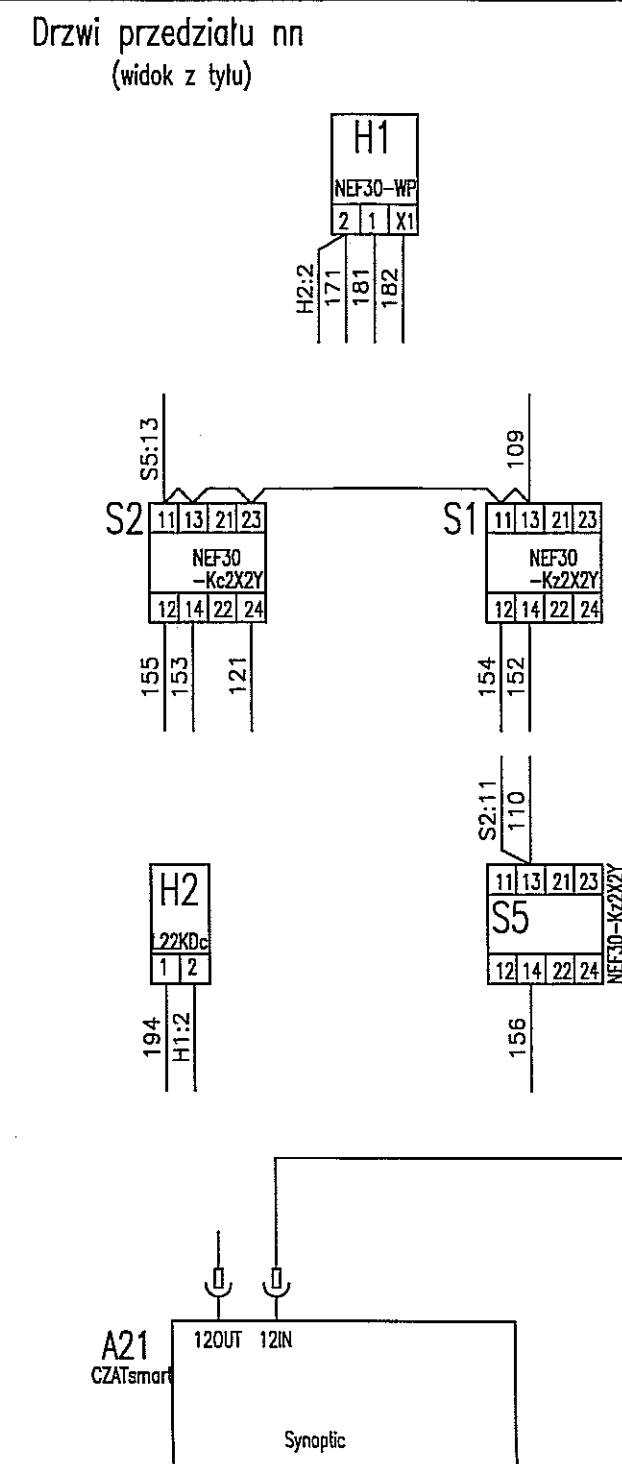 Drzwi przedziału nn
(widok z tyłu)
H1
NEF30-WP
2 1 X1
H2:2 171 181 182
S5:13 109
S2 11 13 21 23
NEF30
-Kc2X2Y
12 14 22 24
155 153 121
S1 11 13 21 23
NEF30
-Kz2X2Y
12 14 22 24
154 152
S2:11 110
H2
L22KDc
1 2
194 H1:2
11 13 21 23
S5
12 14 22 24
NEF30-Kz2X2Y
156
A21
CZATsmart
12OUT 12IN
Synoptic